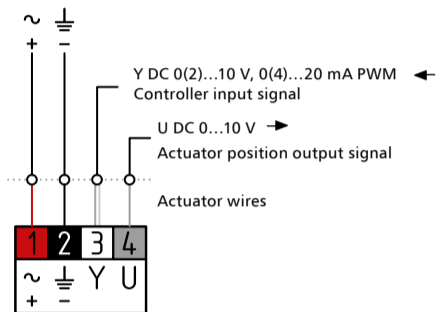 ~ ⏚
+ −
Y DC 0(2)...10 V, 0(4)...20 mA PWM
Controller input signal
U DC 0...10 V
Actuator position output signal
Actuator wires
1 2 3 4
~ ⏚ Y U
+ −